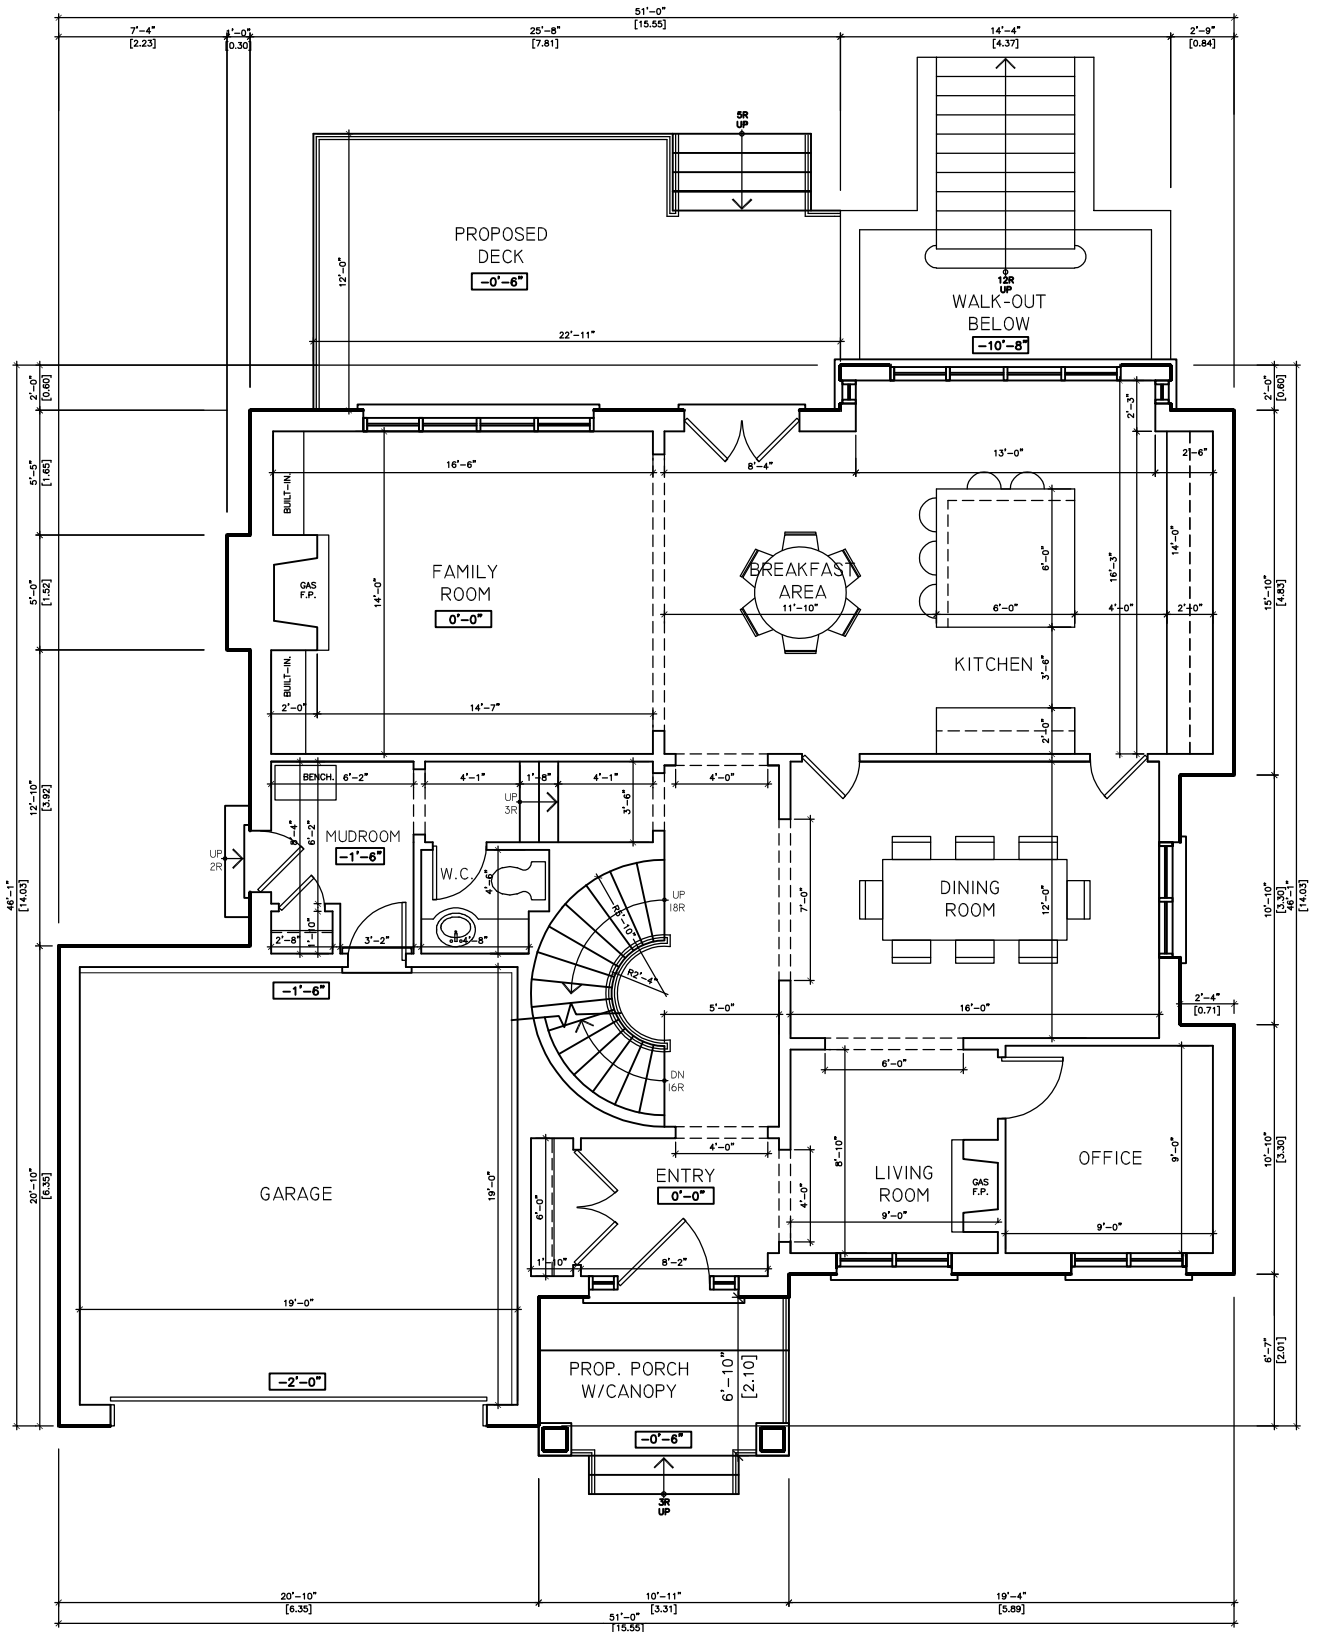 51'-0"
[15.55]
7'-4"
[2.23]
1'-0"
[0.30]
25'-8"
[7.81]
14'-4"
[4.37]
2'-9"
[0.84]
5R
UP
PROPOSED
DECK
-0'-6"
12'-0"
22'-11"
12R
UP
WALK-OUT
BELOW
-10'-8"
2'-0"
[0.60]
2'-0"
[0.60]
2'-3"
16'-6"
8'-4"
13'-0"
2'-6"
5'-5"
[1.65]
BUILT-IN.
14'-0"
16'-3"
6'-0"
5'-0"
[1.52]
GAS
F.P.
FAMILY
ROOM
0'-0"
14'-0"
BREAKFAST
AREA
11'-10"
6'-0"
4'-0"
2'-0"
15'-10"
[4.83]
BUILT-IN.
KITCHEN
3'-6"
2'-0"
14'-7"
2'-0"
BENCH.
6'-2"
4'-1"
1'-8"
4'-1"
4'-0"
UP
3R
3'-6"
12'-10"
[3.92]
MUDROOM
-1'-6"
8'-4"
6'-2"
UP
2R
W.C.
4'-6"
UP
18R
R5'-10"
7'-0"
DINING
ROOM
12'-0"
10'-10"
[3.30]
46'-1"
[14.03]
46'-1"
[14.03]
1'-10"
2'-8"
3'-2"
4'-8"
R2'-4"
-1'-6"
5'-0"
16'-0"
2'-4"
[0.71]
6'-0"
DN
16R
4'-0"
8'-10"
9'-0"
OFFICE
10'-10"
[3.30]
ENTRY
0'-0"
4'-0"
LIVING
ROOM
GAS
F.P.
GARAGE
19'-0"
20'-10"
[6.35]
6'-0"
9'-0"
9'-0"
1'-10"
8'-2"
19'-0"
-2'-0"
PROP. PORCH
W/CANOPY
6'-10"
[2.10]
6'-7"
[2.01]
-0'-6"
3R
UP
20'-10"
[6.35]
10'-11"
[3.31]
19'-4"
[5.89]
51'-0"
[15.55]